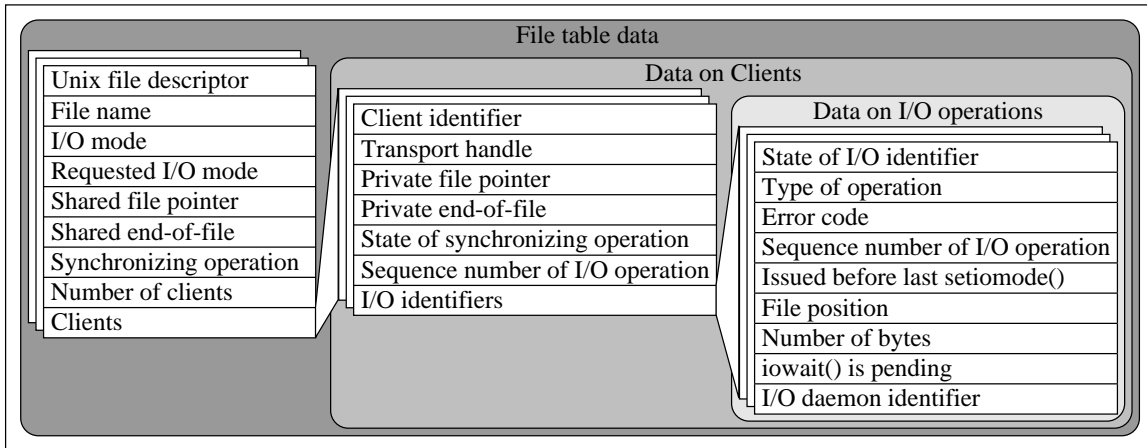 File table data
Unix file descriptor
File name
I/O mode
Requested I/O mode
Shared file pointer
Shared end-of-file
Synchronizing operation
Number of clients
Clients
Data on Clients
Client identifier
Transport handle
Private file pointer
Private end-of-file
State of synchronizing operation
Sequence number of I/O operation
I/O identifiers
Data on I/O operations
State of I/O identifier
Type of operation
Error code
Sequence number of I/O operation
Issued before last setiomode()
File position
Number of bytes
iowait() is pending
I/O daemon identifier